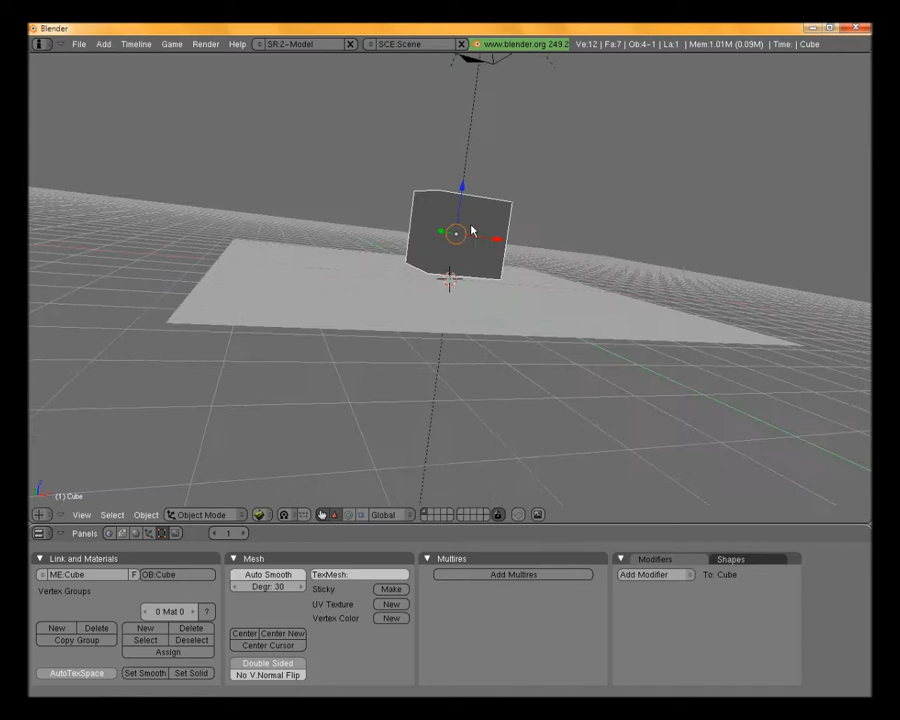 Blender
File Add Timeline Game Render Help SR:2-Model SCE:Scene www.blender.org 249.2 Ve:12 | Fa:7 | Ob:4-1 | La:1 | Mem:1.01M (0.09M) | Time: | Cube
(1) Cube
View Select Object Object Mode Global
Panels 1
Link and Materials Mesh Multires Modifiers Shapes
ME:Cube F OB:Cube Auto Smooth TexMesh: Add Multires Add Modifier To: Cube
Vertex Groups Degr: 30 Sticky Make
UV Texture New
0 Mat 0 ? Vertex Color New
New Delete New Delete Center Center New
Copy Group Select Deselect Center Cursor
Assign
Double Sided
AutoTexSpace Set Smooth Set Solid No V.Normal Flip